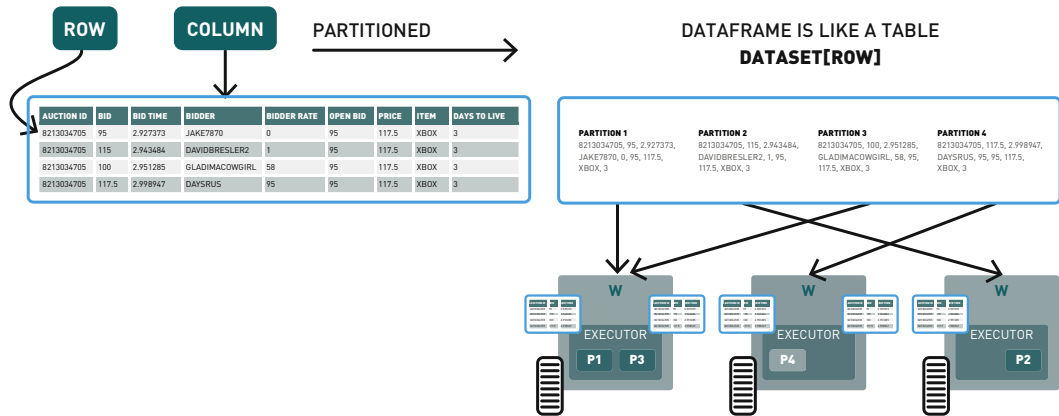 ROW
COLUMN
PARTITIONED
DATAFRAME IS LIKE A TABLE
DATASET[ROW]
AUCTION ID BID BID TIME BIDDER BIDDER RATE OPEN BID PRICE ITEM DAYS TO LIVE
8213034705 95 2.927373 JAKE7870 0 95 117.5 XBOX 3
8213034705 115 2.943484 DAVIDBRESLER2 1 95 117.5 XBOX 3
8213034705 100 2.951285 GLADIMACOWGIRL 58 95 117.5 XBOX 3
8213034705 117.5 2.998947 DAYSRUS 95 95 117.5 XBOX 3
PARTITION 1
8213034705, 95, 2.927373,
JAKE7870, 0, 95, 117.5,
XBOX, 3
PARTITION 2
8213034705, 115, 2.943484,
DAVIDBRESLER2, 1, 95,
117.5, XBOX, 3
PARTITION 3
8213034705, 100, 2.951285,
GLADIMACOWGIRL, 58, 95,
117.5, XBOX, 3
PARTITION 4
8213034705, 117.5, 2.998947,
DAYSRUS, 95, 95, 117.5,
XBOX, 3
W
EXECUTOR
P1 P3
W
EXECUTOR
P4
W
EXECUTOR
P2